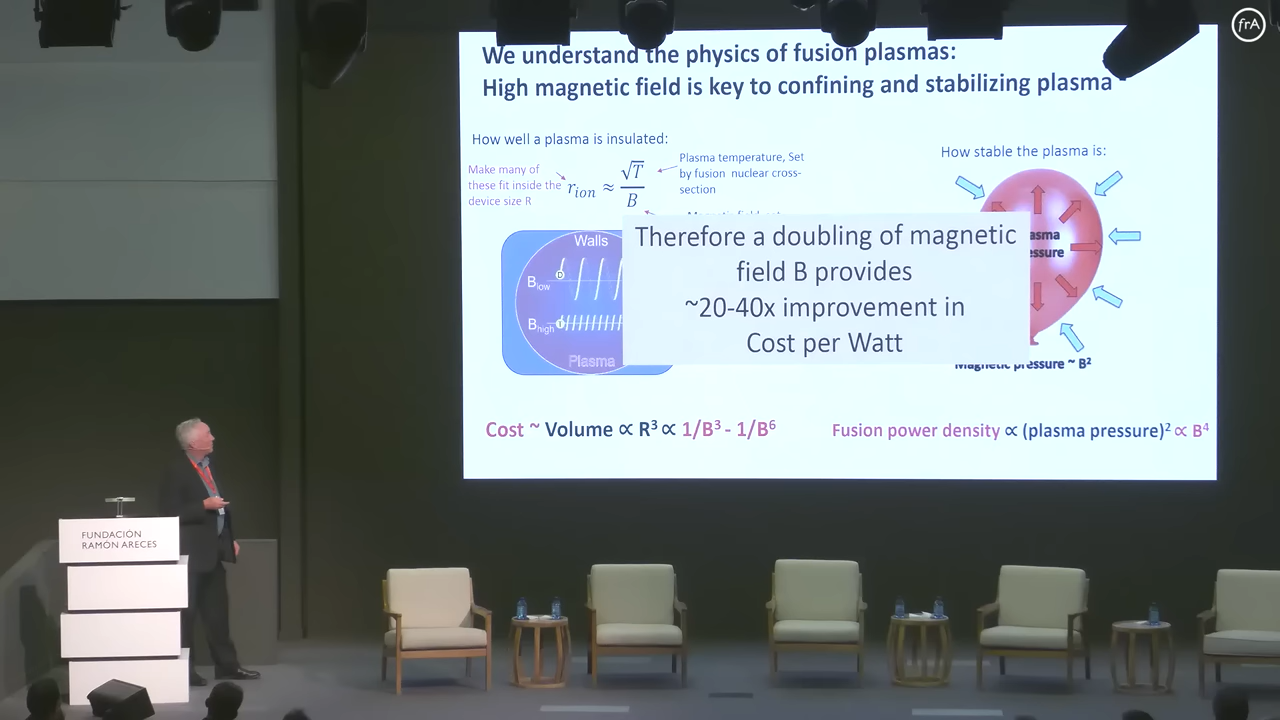 frA
We understand the physics of fusion plasmas:
High magnetic field is key to confining and stabilizing plasma
How well a plasma is insulated:
Make many of
these fit inside the
device size R
r_ion ≈ √T / B
Plasma temperature, Set
by fusion nuclear cross-
section
How stable the plasma is:
Walls
B_low
D
B_high
Plasma
Therefore a doubling of magnetic
field B provides
~20-40x improvement in
Cost per Watt
Magnetic pressure ~ B²
Cost ~ Volume ∝ R³ ∝ 1/B³ - 1/B⁶
Fusion power density ∝ (plasma pressure)² ∝ B⁴
FUNDACIÓN
RAMÓN ARECES